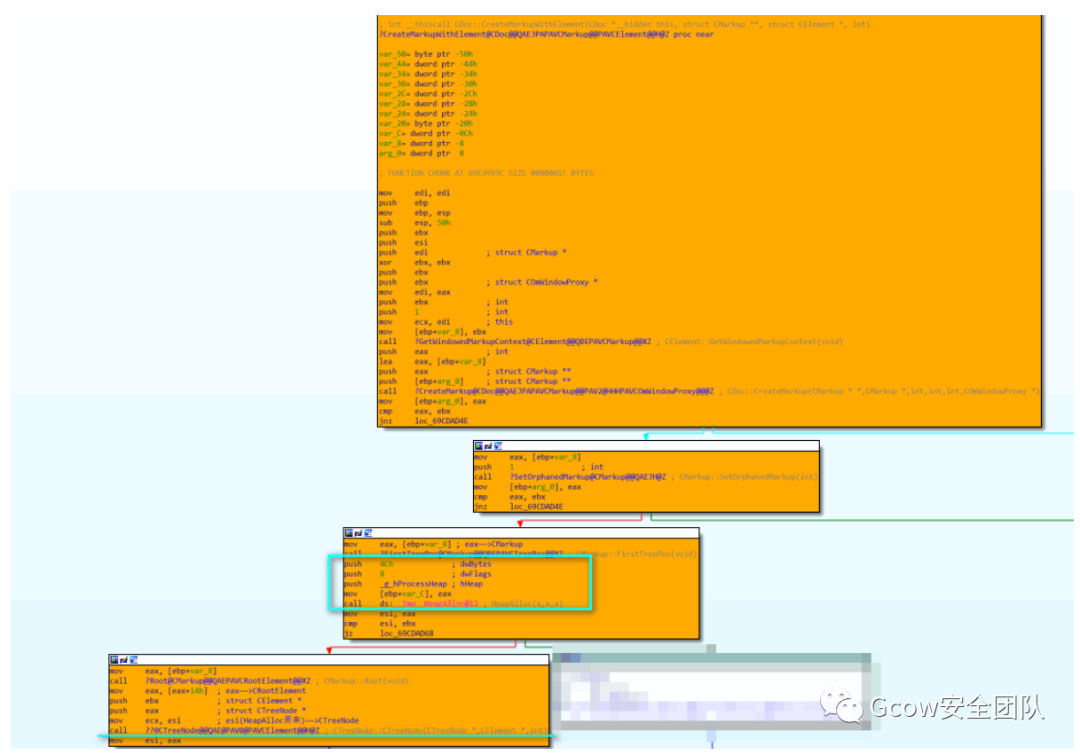 ; int __thiscall CDoc::CreateMarkupWithElement(CDoc *__hidden this, struct CMarkup **, struct CElement *, int)
?CreateMarkupWithElement@CDoc@@QAEJPAPAVCMarkup@@PAVCElement@@H@Z proc near
var_50= byte ptr -50h
var_44= dword ptr -44h
var_34= dword ptr -34h
var_30= dword ptr -30h
var_2C= dword ptr -2Ch
var_28= dword ptr -28h
var_24= dword ptr -24h
var_20= byte ptr -20h
var_C= dword ptr -0Ch
var_8= dword ptr -8
arg_0= dword ptr 8
; FUNCTION CHUNK AT 69E3993C SIZE 0000001F BYTES
mov edi, edi
push ebp
mov ebp, esp
sub esp, 50h
push ebx
push esi
push edi ; struct CMarkup *
xor ebx, ebx
push ebx
push ebx ; struct COmWindowProxy *
mov edi, eax
push ebx ; int
push 1 ; int
mov ecx, edi ; this
mov [ebp+var_8], ebx
call ?GetWindowedMarkupContext@CElement@@QBEPAVCMarkup@@XZ ; CElement::GetWindowedMarkupContext(void)
push eax ; int
lea eax, [ebp+var_8]
push eax ; struct CMarkup **
push [ebp+arg_0] ; struct CMarkup **
call ?CreateMarkup@CDoc@@QAEJPAPAVCMarkup@@PAV2@HHHPAVCOmWindowProxy@@@Z ; CDoc::CreateMarkup(CMarkup * *,CMarkup *,int,int,int,COmWindowProxy *)
mov [ebp+arg_0], eax
cmp eax, ebx
jnz loc_69CDAD4E
mov eax, [ebp+var_8]
push 1 ; int
call ?SetOrphanedMarkup@CMarkup@@QAEJH@Z ; CMarkup::SetOrphanedMarkup(int)
mov [ebp+arg_0], eax
cmp eax, ebx
jnz loc_69CDAD4E
mov eax, [ebp+var_8] ; eax——>CMarkup
call ?FirstTreePos@CMarkup@@QBEPAVCTreePos@@XZ ; CMarkup::FirstTreePos(void)
push 4Ch ; dwBytes
push 8 ; dwFlags
push _g_hProcessHeap ; hHeap
mov [ebp+var_C], eax
call ds:__imp__HeapAlloc@12 ; HeapAlloc(x,x,x)
mov esi, eax
cmp esi, ebx
jz loc_69CDAD68
mov eax, [ebp+var_8]
call ?Root@CMarkup@@QAEPAVCRootElement@@XZ ; CMarkup::Root(void)
mov eax, [eax+14h] ; eax——>CRootElement
push ebx ; struct CElement *
push eax ; struct CTreeNode *
mov ecx, esi ; esi(HeapAlloc而来)——>CTreeNode
call ??0CTreeNode@@QAE@PAV0@PAVCElement@@H@Z ; CTreeNode::CTreeNode(CTreeNode *,CElement *,int)
mov esi, eax
Gcow安全团队